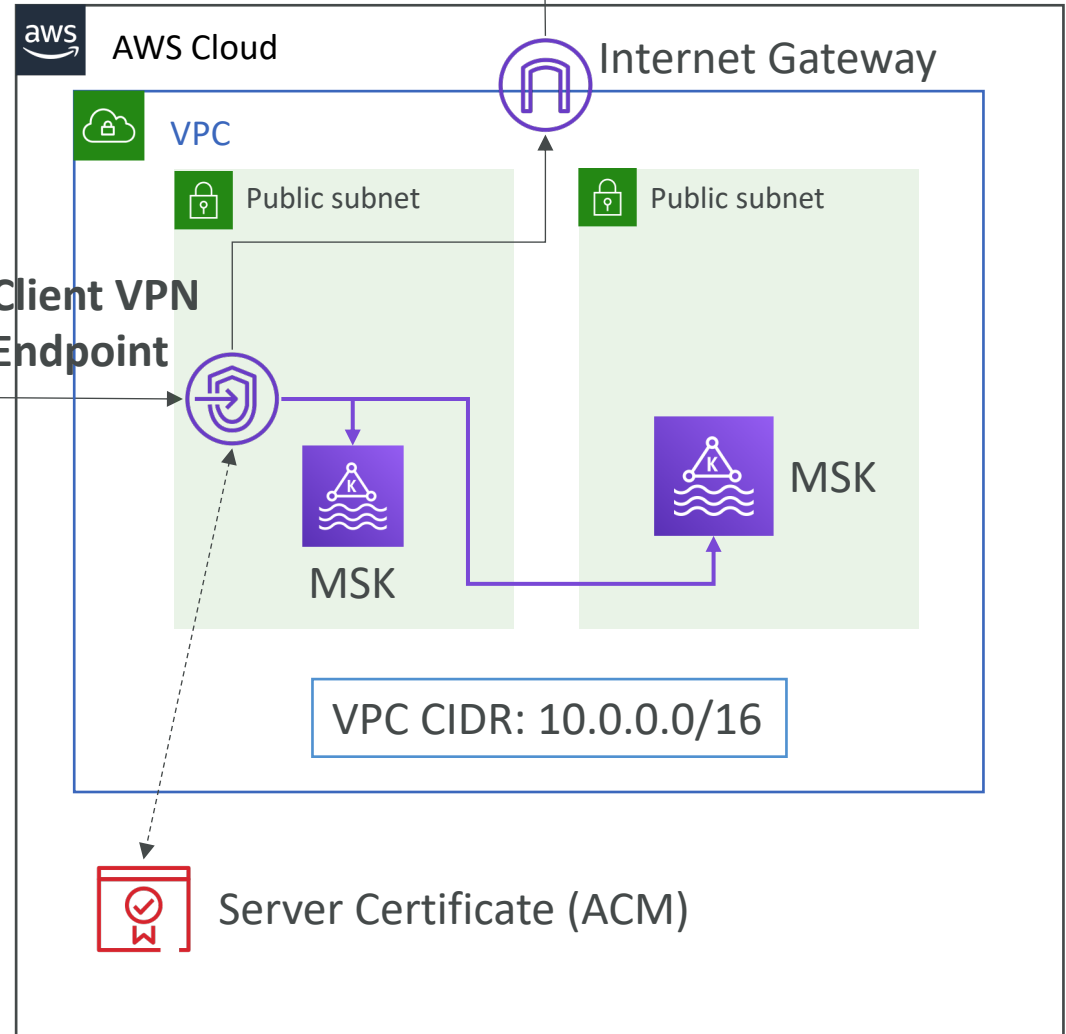 aws
AWS Cloud
Internet Gateway
VPC
Public subnet
Public subnet
Client VPN
Endpoint
K
MSK
K
MSK
VPC CIDR: 10.0.0.0/16
Server Certificate (ACM)